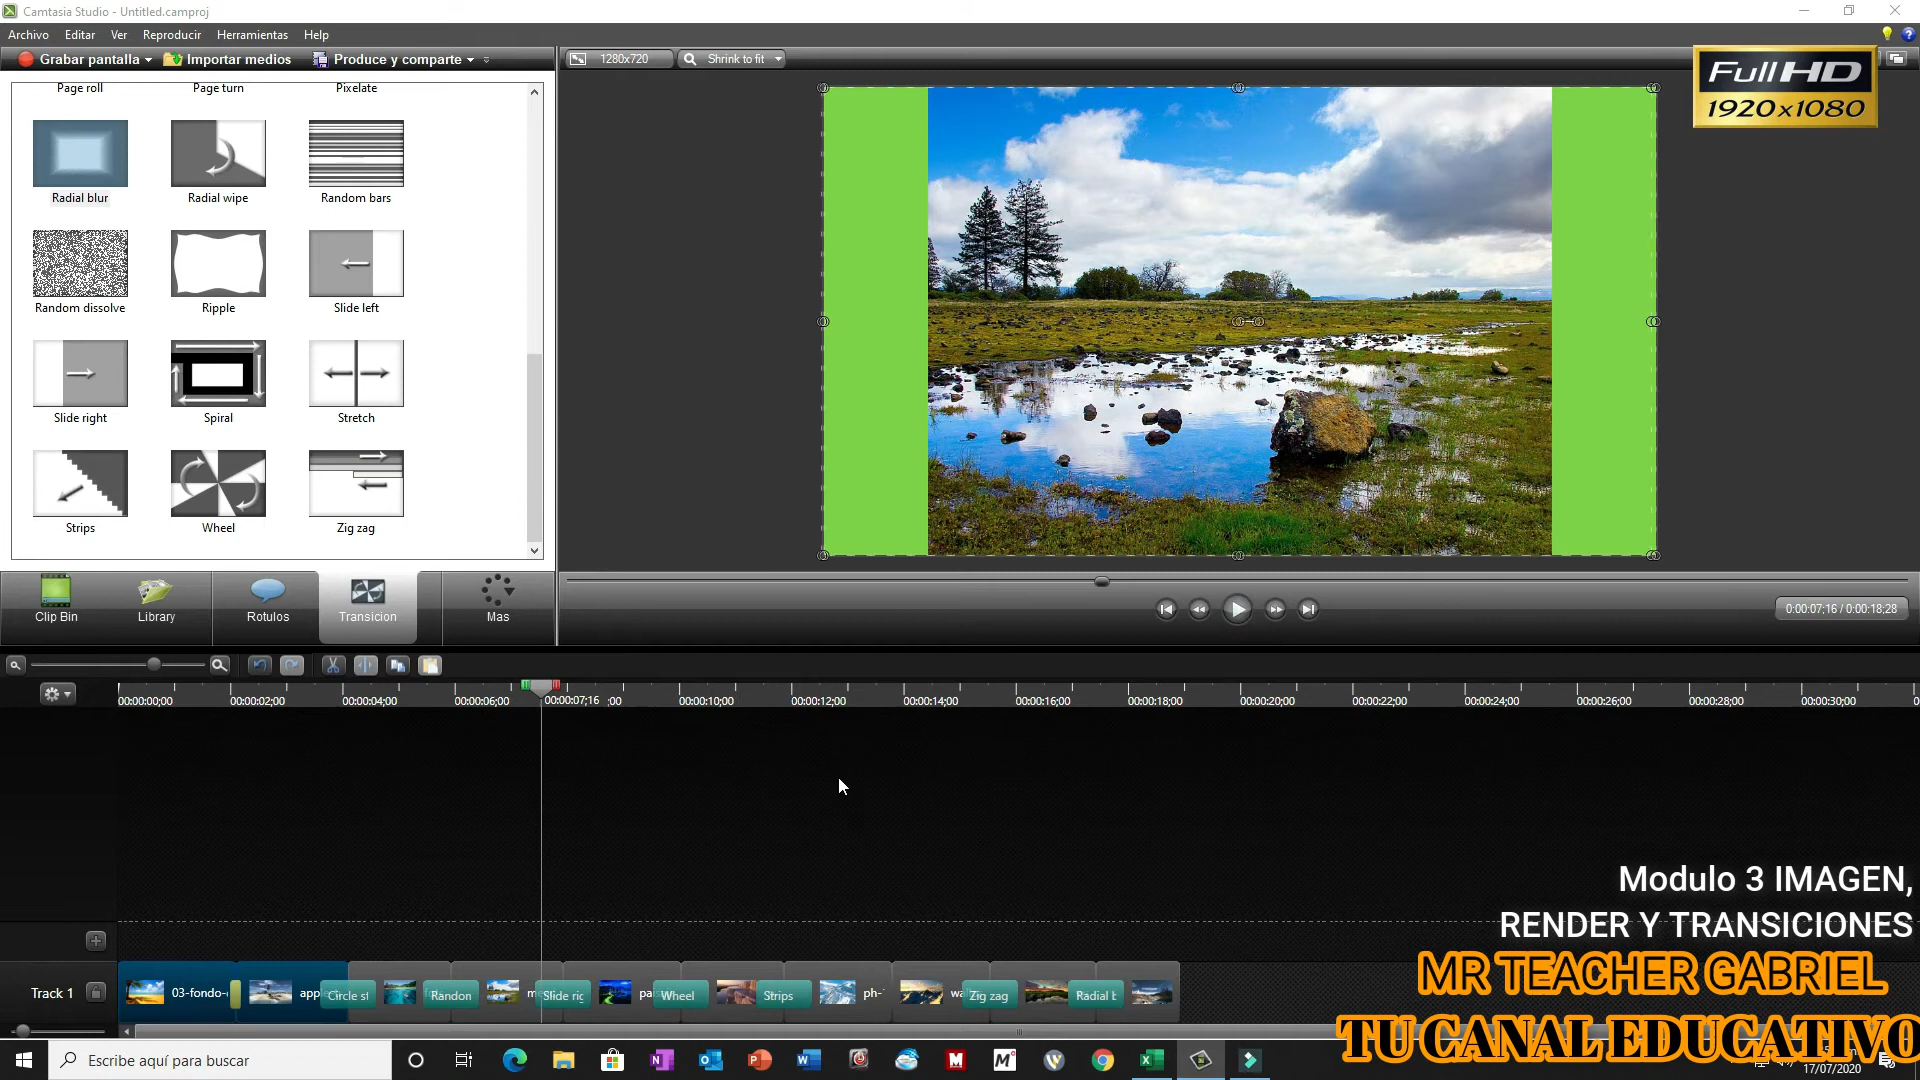 Camtasia Studio - Untitled.camproj
Archivo Editar Ver Reproducir Herramientas Help
Grabar pantalla Importar medios Produce y comparte
1280x720 Shrink to fit
Full HD
1920x1080
Page roll Page turn Pixelate
Radial blur Radial wipe Random bars
Random dissolve Ripple Slide left
Slide right Spiral Stretch
Strips Wheel Zig zag
Clip Bin Library Rotulos Transicion Mas
0:00:07;16 / 0:00:18;28
00:00:00;00 00:00:02;00 00:00:04;00 00:00:06;00 00:00:07;16 ;00 00:00:10;00 00:00:12;00 00:00:14;00 00:00:16;00 00:00:18;00 00:00:20;00 00:00:22;00 00:00:24;00 00:00:26;00 00:00:28;00 00:00:30;00
Modulo 3 IMAGEN,
RENDER Y TRANSICIONES
MR TEACHER GABRIEL
Track 1 03-fondo- app Circle st Randon Slide rig Wheel Strips ph- Zig zag Radial b
TU CANAL EDUCATIVO
Escribe aquí para buscar
17/07/2020